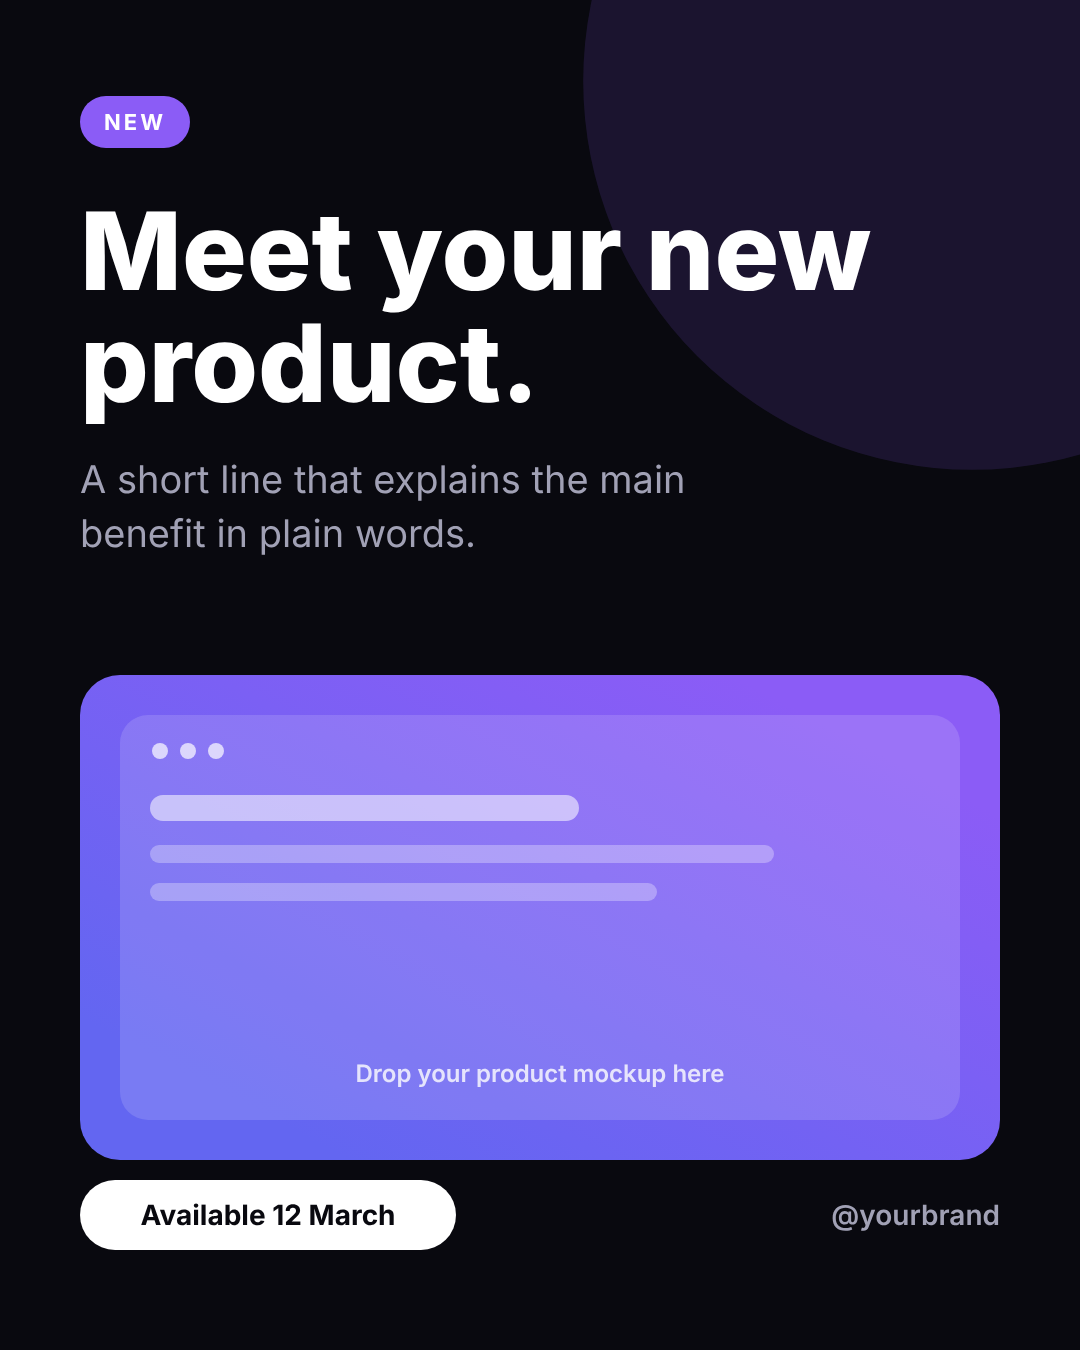 NEW
Meet your new
product.
A short line that explains the main
benefit in plain words.
Drop your product mockup here
Available 12 March
@yourbrand